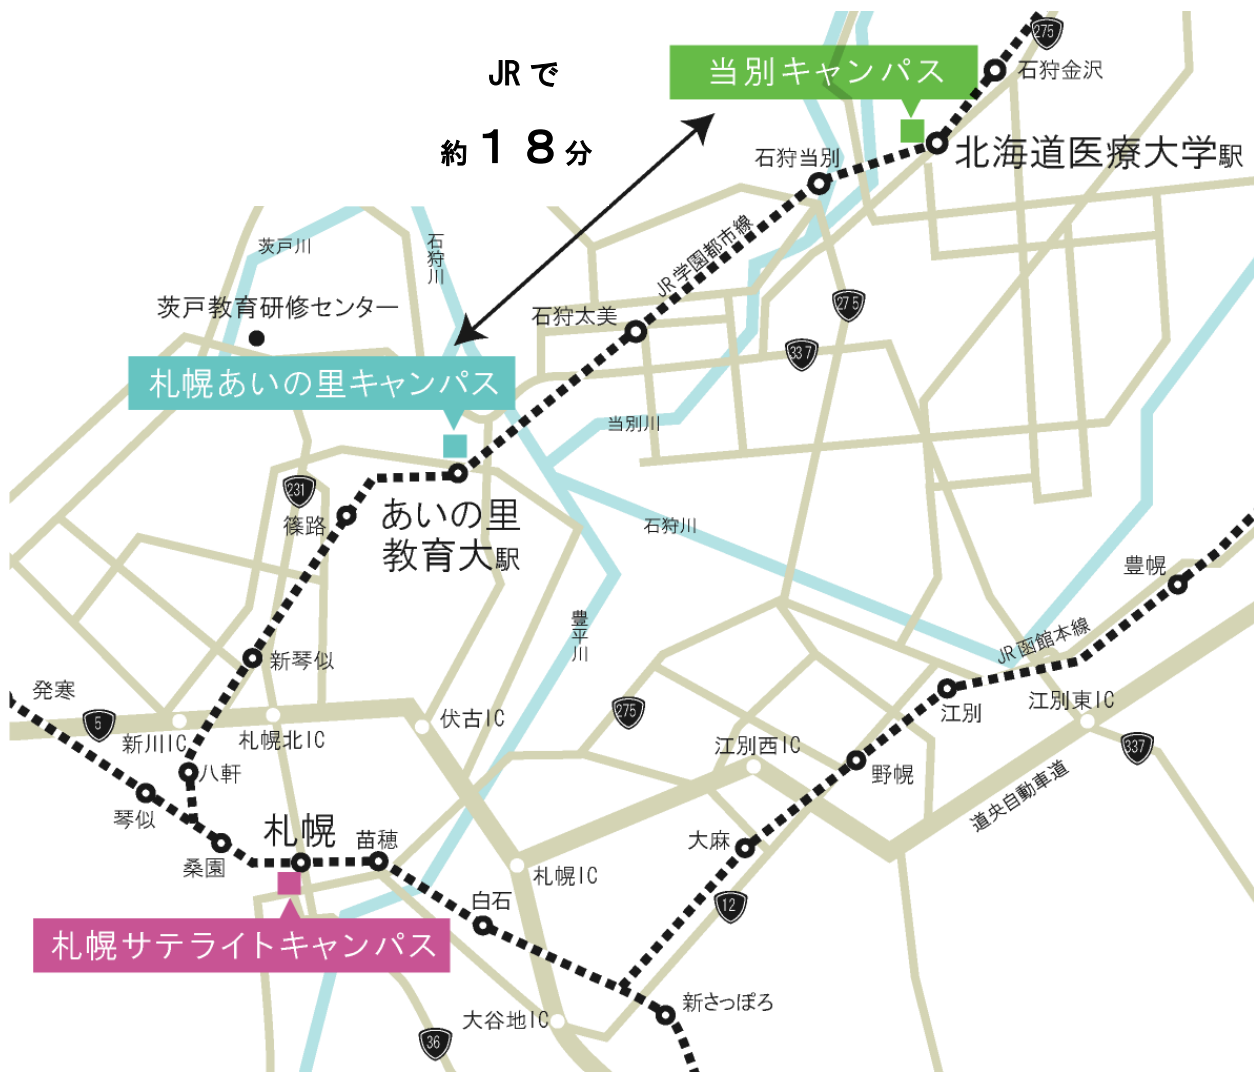 275
当別キャンパス
石狩金沢
JRで
約18分
北海道医療大学駅
石狩当別
石狩川
茨戸川
JR学園都市線
茨戸教育研修センター
石狩太美
275
337
札幌あいの里キャンパス
当別川
231
篠路
あいの里
教育大駅
石狩川
豊幌
豊平川
JR函館本線
新琴似
発寒
5
新川IC
札幌北IC
伏古IC
275
江別
江別東IC
江別西IC
337
八軒
野幌
道央自動車道
琴似
札幌
苗穂
大麻
桑園
札幌IC
白石
12
札幌サテライトキャンパス
新さっぽろ
大谷地IC
36